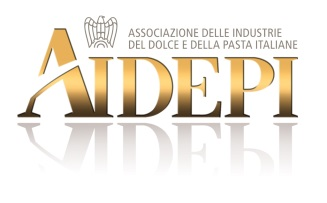 ASSOCIAZIONE DELLE INDUSTRIE
DEL DOLCE E DELLA PASTA ITALIANE
AIDEPI